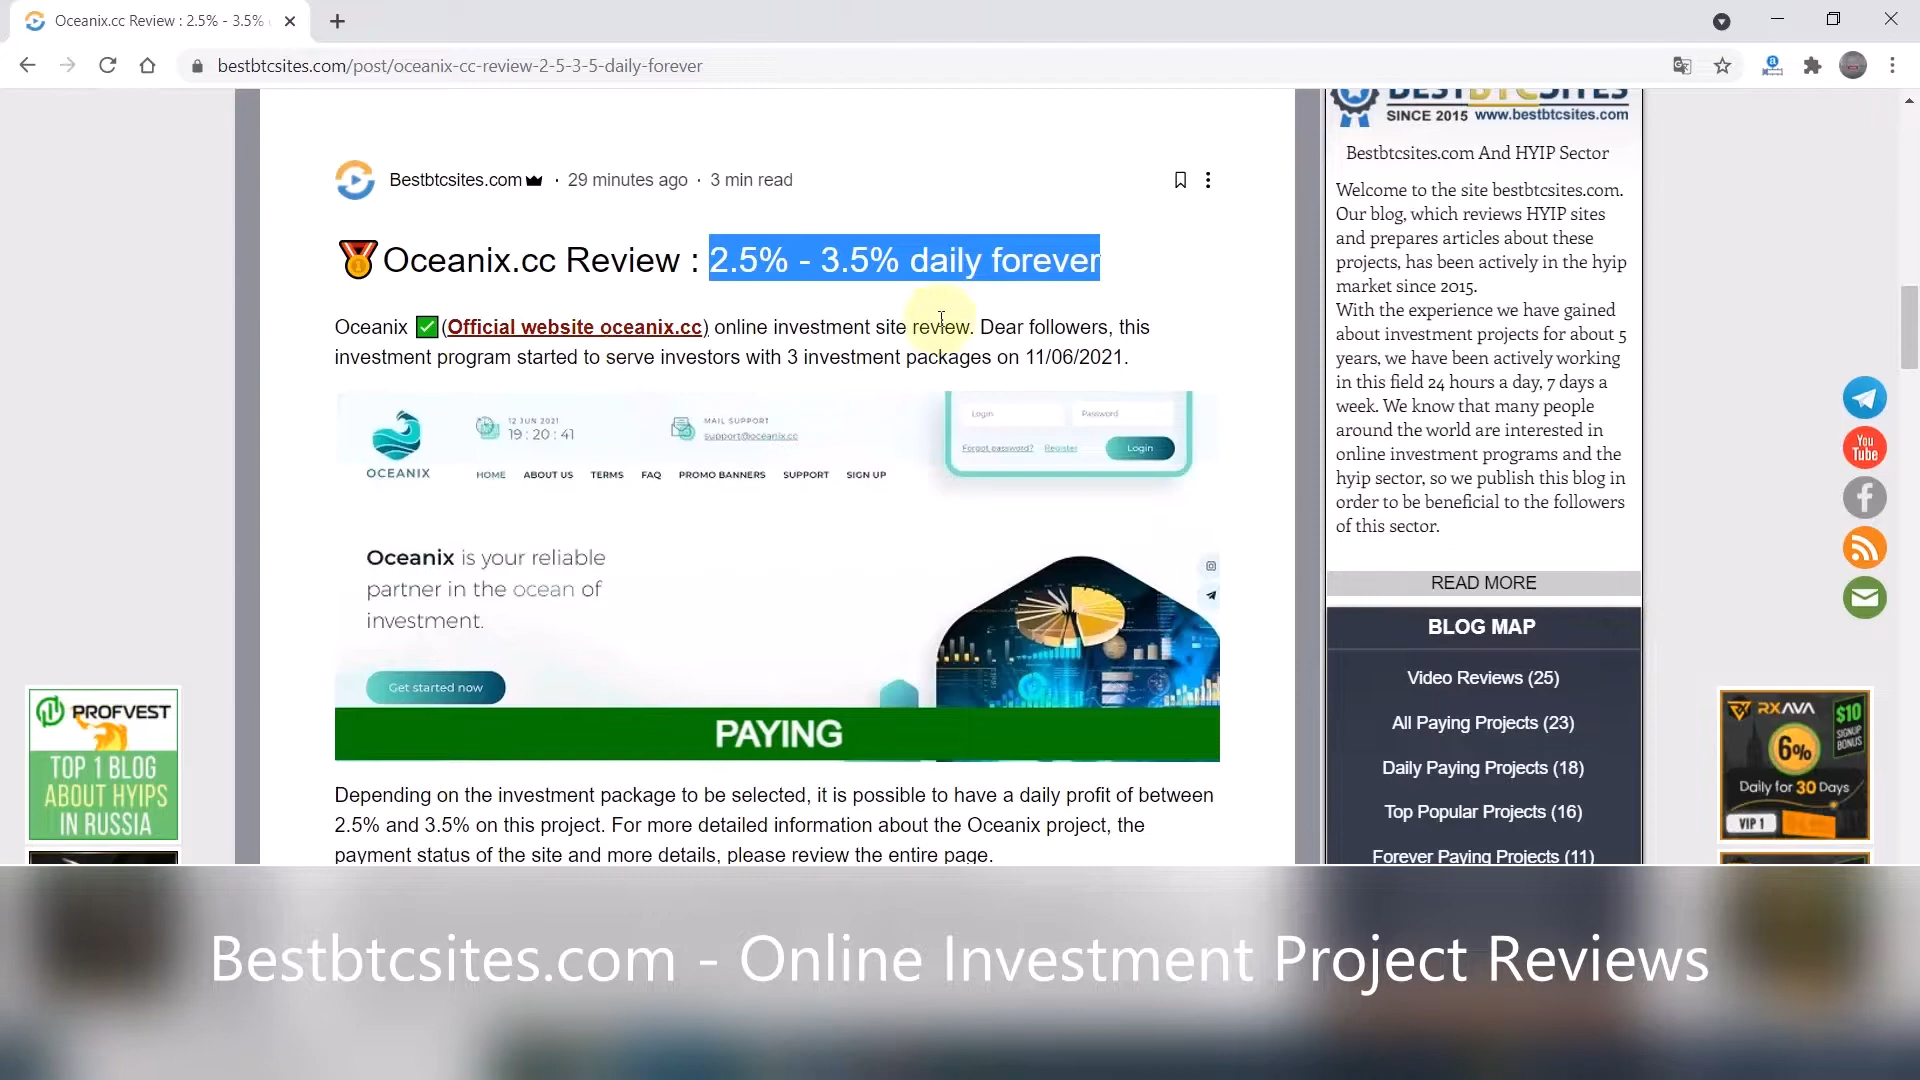 Oceanix.cc Review : 2.5% - 3.5%
bestbtcsites.com/post/oceanix-cc-review-2-5-3-5-daily-forever
Bestbtcsites.com · 29 minutes ago · 3 min read
🏅Oceanix.cc Review : 2.5% - 3.5% daily forever
Oceanix ✅(Official website oceanix.cc) online investment site review. Dear followers, this
investment program started to serve investors with 3 investment packages on 11/06/2021.
OCEANIX
12 JUN 2021
19:20:41
MAIL SUPPORT
support@oceanix.cc
Login
Password
Forgot password?
Register
Login
HOME ABOUT US TERMS FAQ PROMO BANNERS SUPPORT SIGN UP
Oceanix is your reliable
partner in the ocean of
investment.
Get started now
PAYING
Depending on the investment package to be selected, it is possible to have a daily profit of between
2.5% and 3.5% on this project. For more detailed information about the Oceanix project, the
payment status of the site and more details, please review the entire page.
BESTBTCSITES
SINCE 2015 www.bestbtcsites.com
Bestbtcsites.com And HYIP Sector
Welcome to the site bestbtcsites.com.
Our blog, which reviews HYIP sites
and prepares articles about these
projects, has been actively in the hyip
market since 2015.
With the experience we have gained
about investment projects for about 5
years, we have been actively working
in this field 24 hours a day, 7 days a
week. We know that many people
around the world are interested in
online investment programs and the
hyip sector, so we publish this blog in
order to be beneficial to the followers
of this sector.
READ MORE
BLOG MAP
Video Reviews (25)
All Paying Projects (23)
Daily Paying Projects (18)
Top Popular Projects (16)
Forever Paying Projects (11)
You
Tube
PROFVEST
TOP 1 BLOG
ABOUT HYIPS
IN RUSSIA
RXAVA
$10
SIGNUP
BONUS
6%
Daily for 30 Days
VIP 1
Bestbtcsites.com - Online Investment Project Reviews